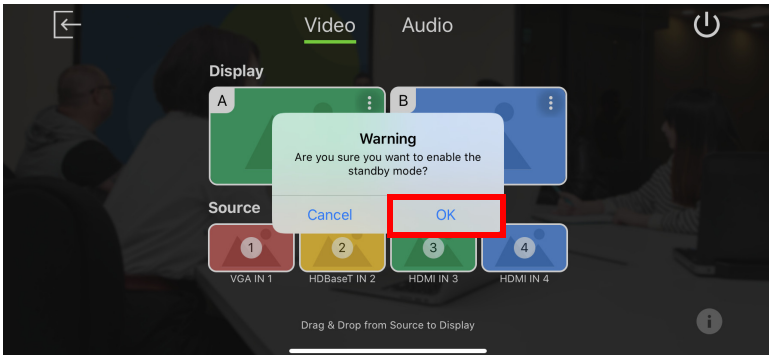 Video Audio
Display
A B
Warning
Are you sure you want to enable the
standby mode?
Cancel OK
Source
1 2 3 4
VGA IN 1 HDBaseT IN 2 HDMI IN 3 HDMI IN 4
Drag & Drop from Source to Display
i